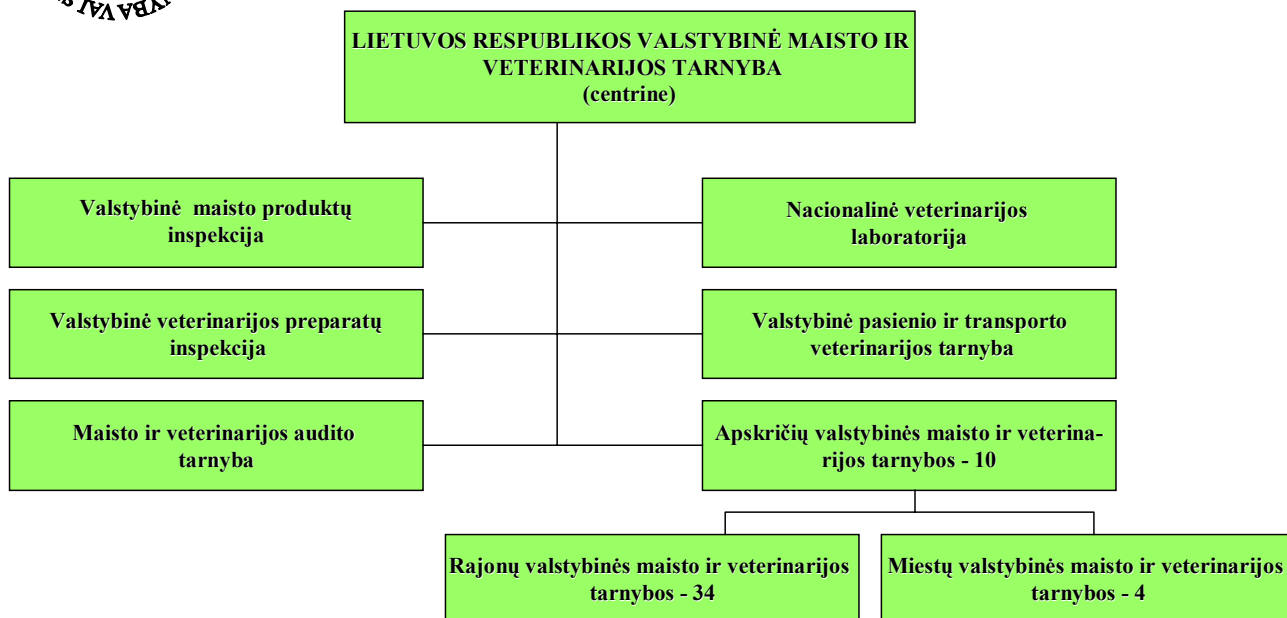 LIETUVOS RESPUBLIKOS VALSTYBINĖ MAISTO IR
VETERINARIJOS TARNYBA
(centrine)
Valstybinė maisto produktų
inspekcija
Nacionalinė veterinarijos
laboratorija
Valstybinė veterinarijos preparatų
inspekcija
Valstybinė pasienio ir transporto
veterinarijos tarnyba
Maisto ir veterinarijos audito
tarnyba
Apskričių valstybinės maisto ir veterina-
rijos tarnybos - 10
Rajonų valstybinės maisto ir veterinarijos
tarnybos - 34
Miestų valstybinės maisto ir veterinarijos
tarnybos - 4